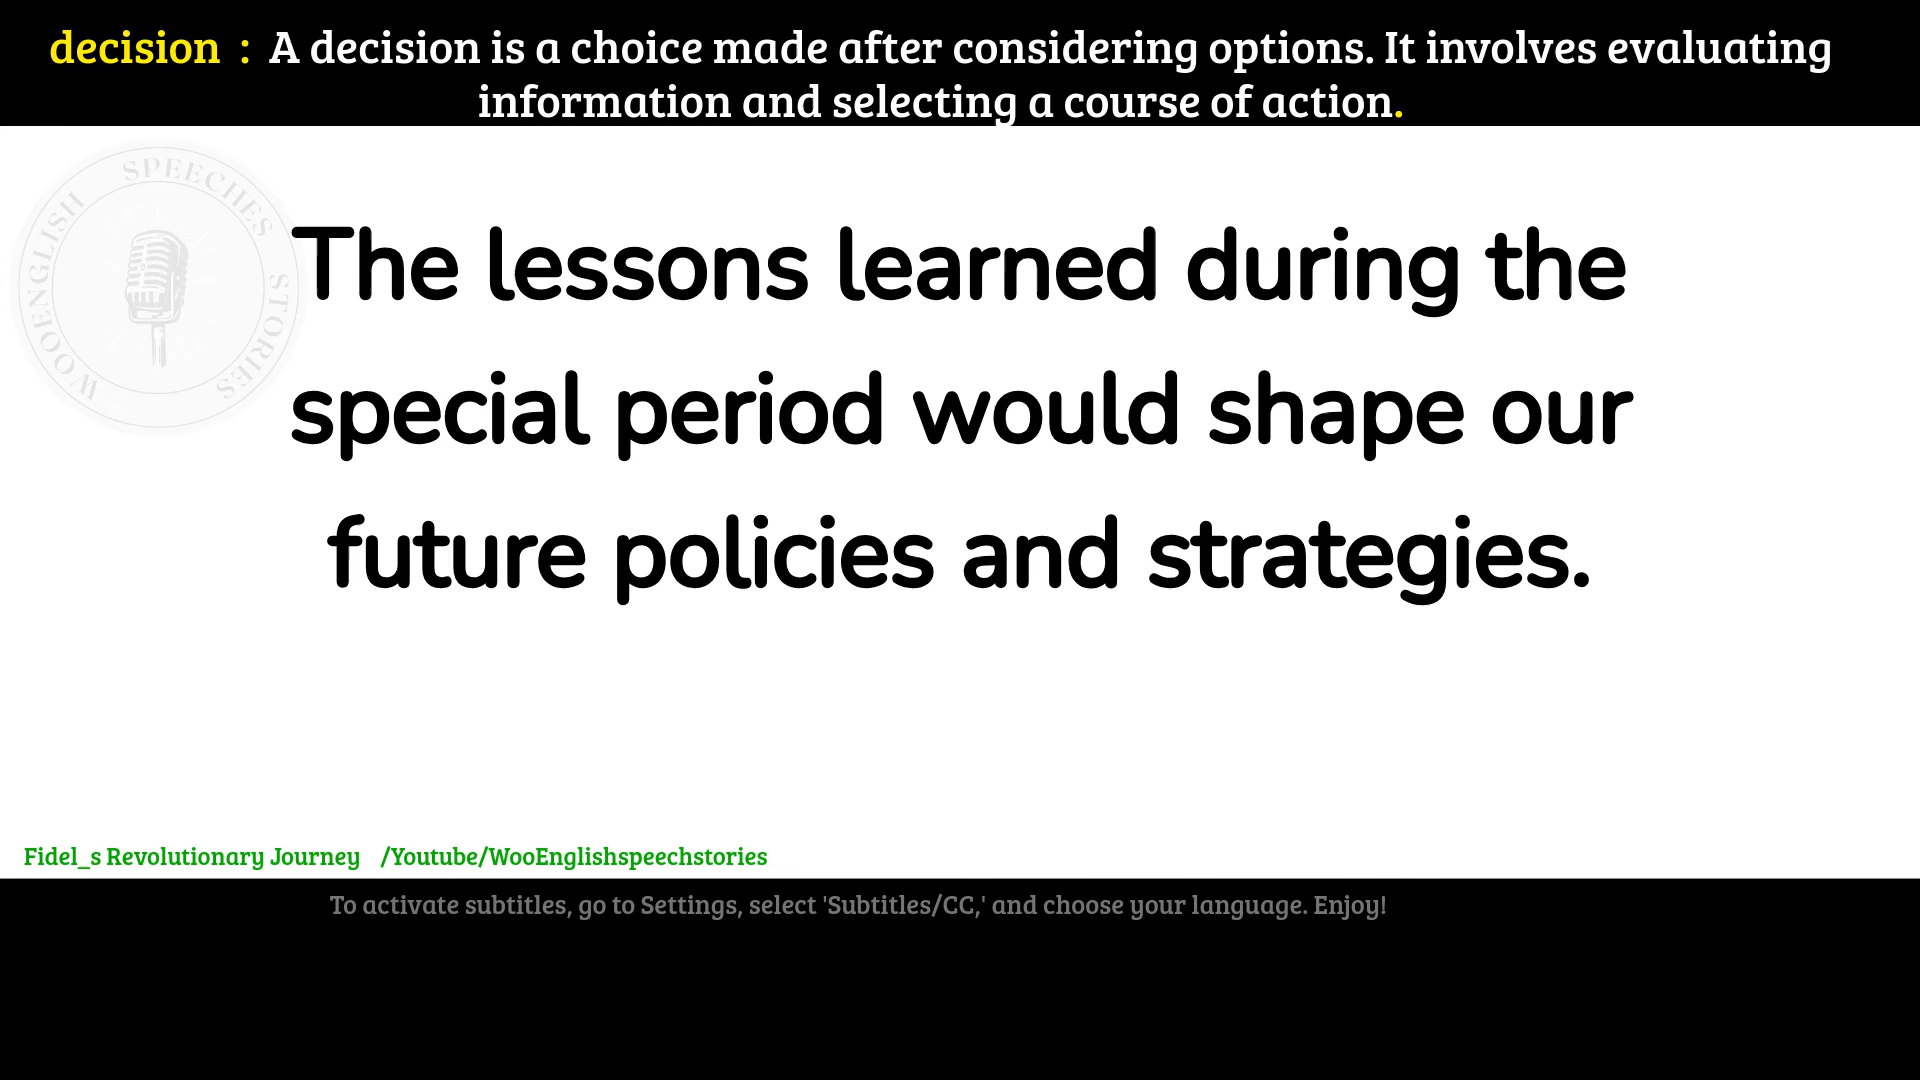 decision : A decision is a choice made after considering options. It involves evaluating
information and selecting a course of action.
WOOENGLISH SPEECHES STORIES
The lessons learned during the
special period would shape our
future policies and strategies.
Fidel_s Revolutionary Journey /Youtube/WooEnglishspeechstories
To activate subtitles, go to Settings, select 'Subtitles/CC,' and choose your language. Enjoy!